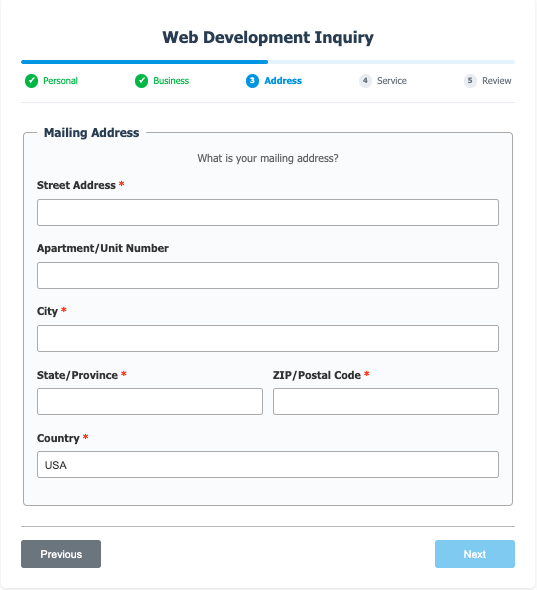 Web Development Inquiry
Personal Business 3 Address 4 Service 5 Review
Mailing Address
What is your mailing address?
Street Address *
Apartment/Unit Number
City *
State/Province * ZIP/Postal Code *
Country *
USA
Previous Next